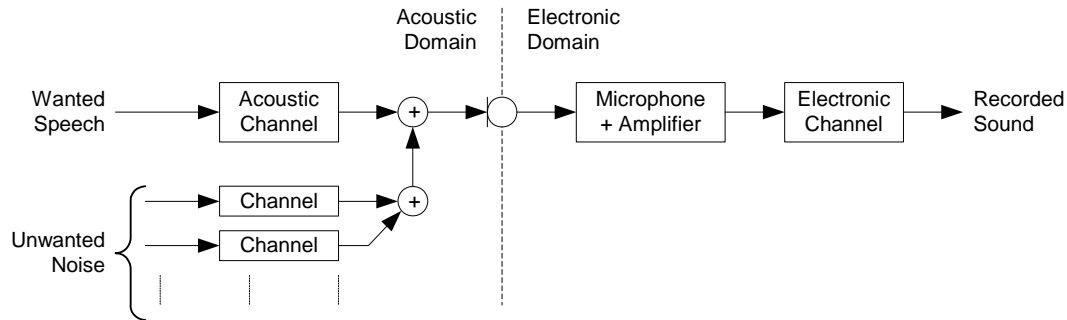 Acoustic
Domain
Electronic
Domain
Wanted
Speech
Acoustic
Channel
+
Microphone
+ Amplifier
Electronic
Channel
Recorded
Sound
Unwanted
Noise
Channel
+
Channel